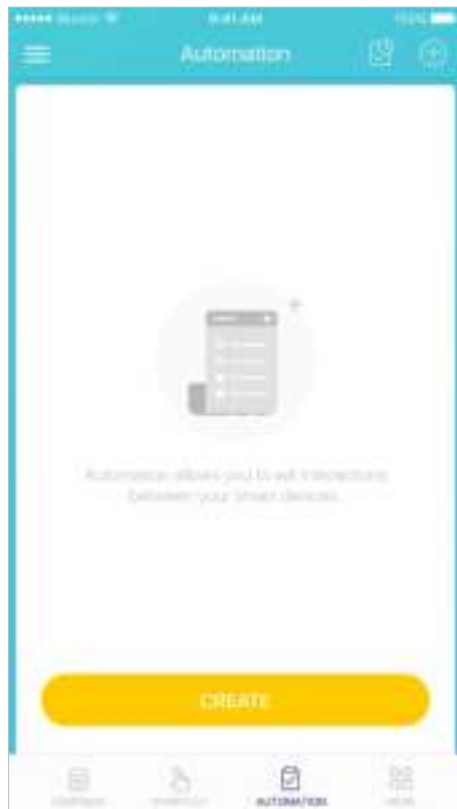 9:41 AM
Automation
Automation allows you to set interactions
between your smart devices.
CREATE
AUTOMATION